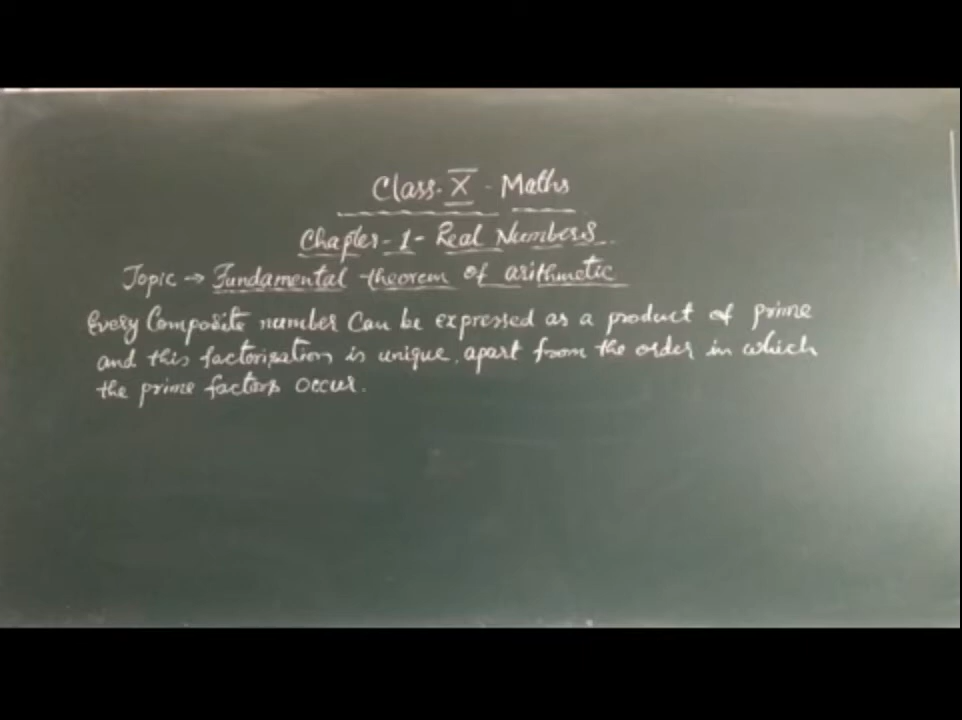 Class - X - Maths
Chapter - 1 - Real Numbers
Topic → Fundamental theorem of arithmetic
Every Composite number Can be expressed as a product of prime
and this factorization is unique, apart from the order in which
the prime factors occur.